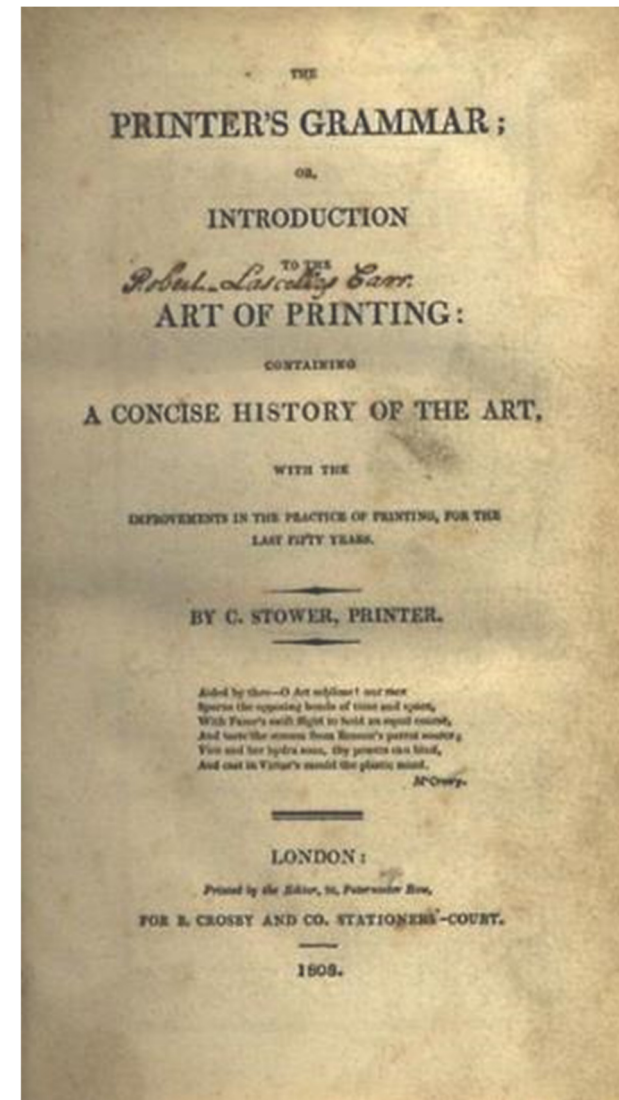 THE
PRINTER'S GRAMMAR;
OR,
INTRODUCTION
TO THE
Robert Lascelles Carr.
ART OF PRINTING:
CONTAINING
A CONCISE HISTORY OF THE ART,
WITH THE
IMPROVEMENTS IN THE PRACTICE OF PRINTING, FOR THE
LAST FIFTY YEARS.
BY C. STOWER, PRINTER.
Aided by thee—O Art sublime! our race
Spurns the opposing bonds of time and space,
With Fame's swift flight to hold an equal course,
And the stream from Reason's source;
Vice and her hydra sons, thy powers can bind,
And cast in Virtue's mould the plastic mind.
M'Creery.
LONDON:
Printed by the Editor, Paternoster Row,
FOR B. CROSBY AND CO. STATIONERS'-COURT.
1808.